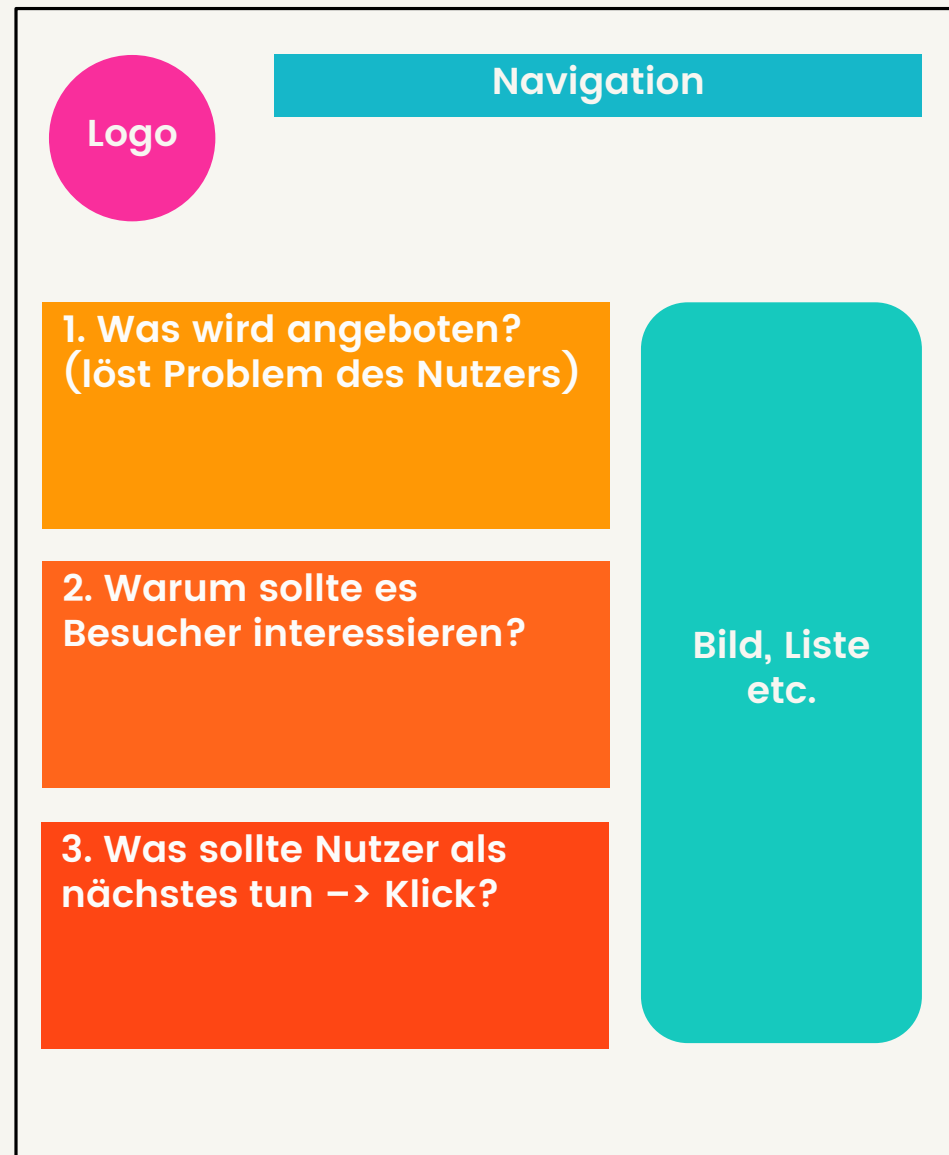 Logo
Navigation
1. Was wird angeboten?
(löst Problem des Nutzers)
2. Warum sollte es
Besucher interessieren?
3. Was sollte Nutzer als
nächstes tun –> Klick?
Bild, Liste
etc.